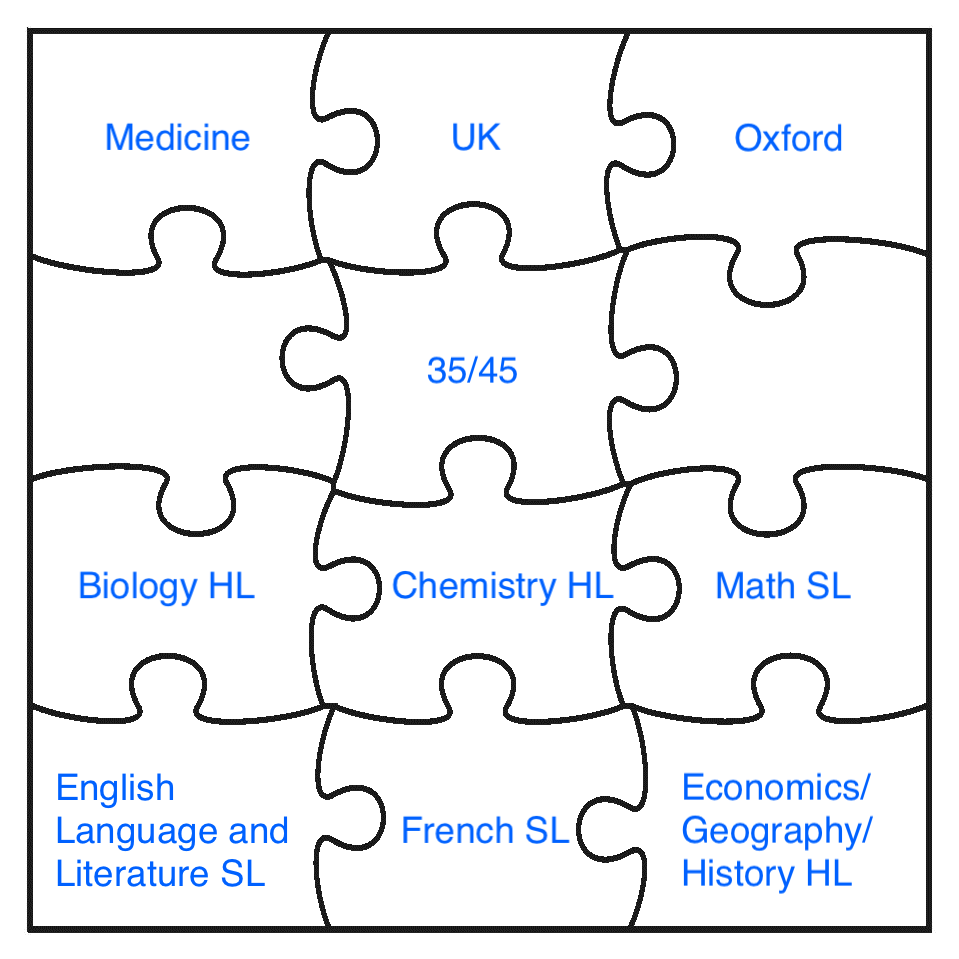 Medicine
UK
Oxford
35/45
Biology HL
Chemistry HL
Math SL
English
Language and
Literature SL
French SL
Economics/
Geography/
History HL